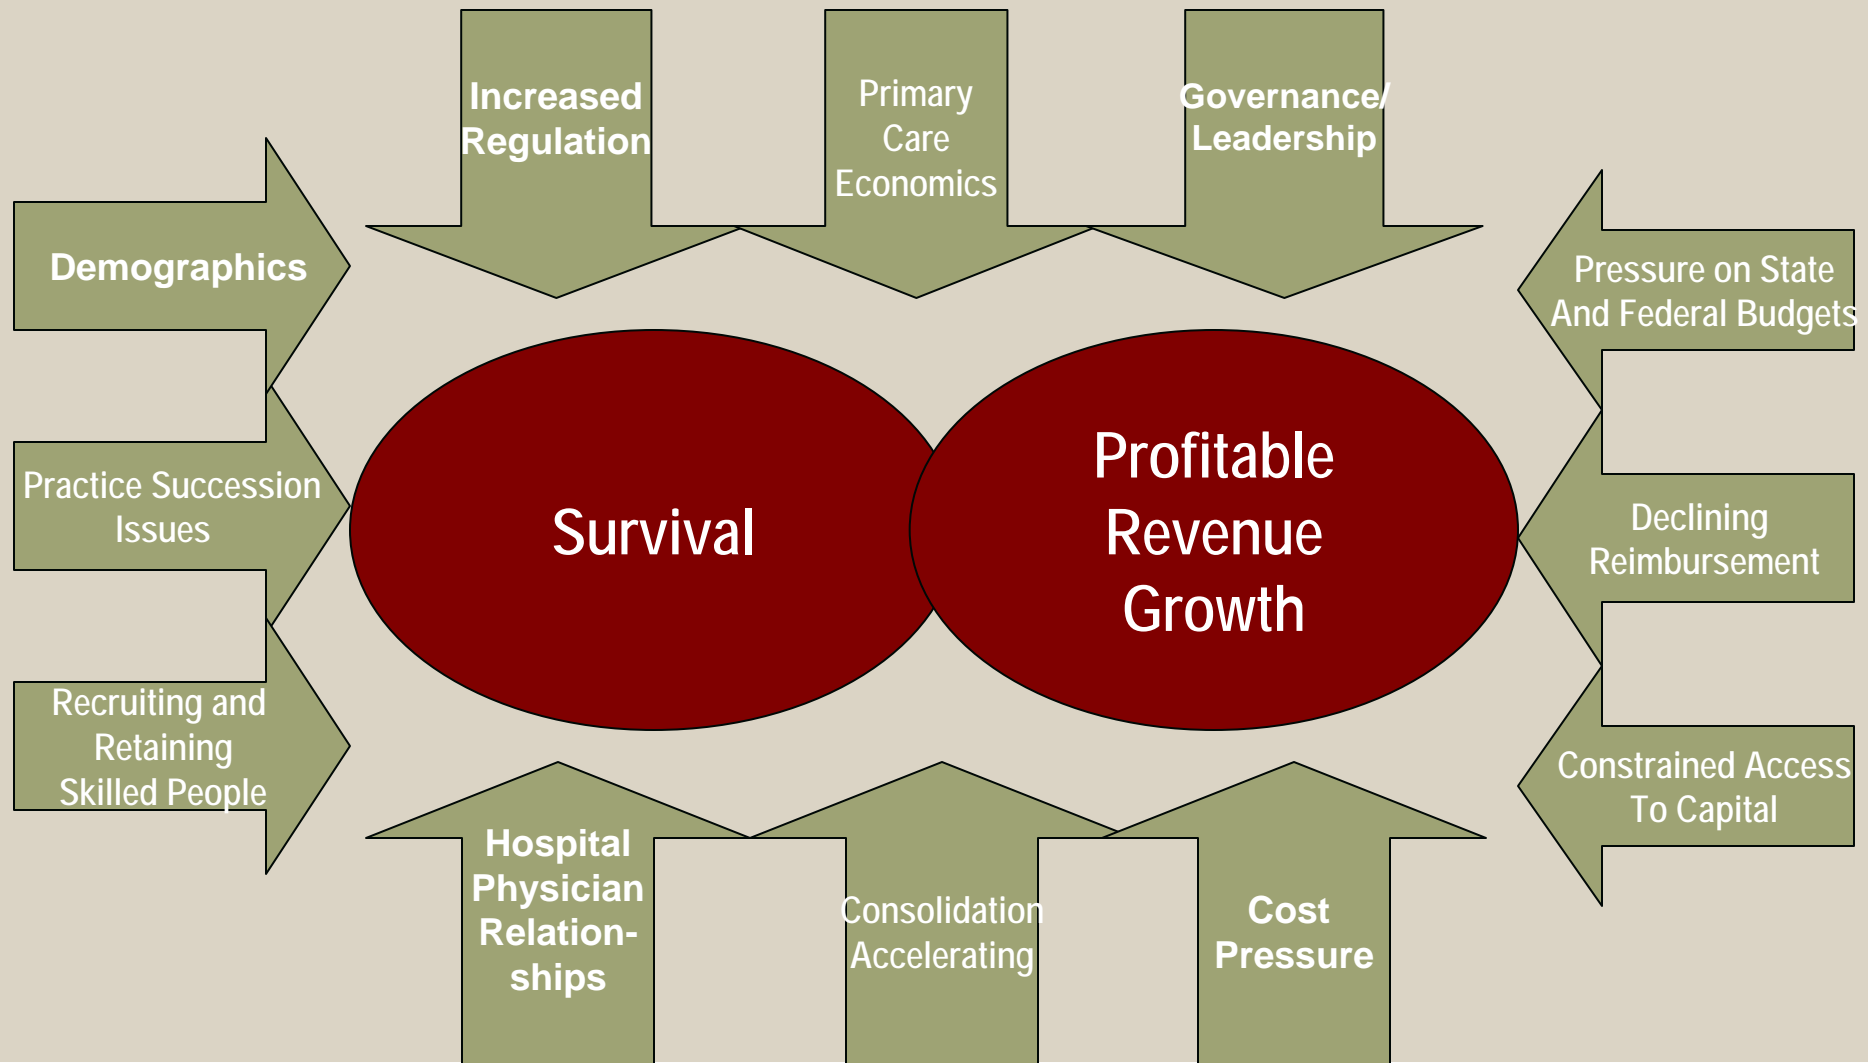 Increased
Regulation
Primary
Care
Economics
Governance/
Leadership
Demographics
Pressure on State
And Federal Budgets
Practice Succession
Issues
Survival
Profitable
Revenue
Growth
Declining
Reimbursement
Recruiting and
Retaining
Skilled People
Constrained Access
To Capital
Hospital
Physician
Relation-
ships
Consolidation
Accelerating
Cost
Pressure